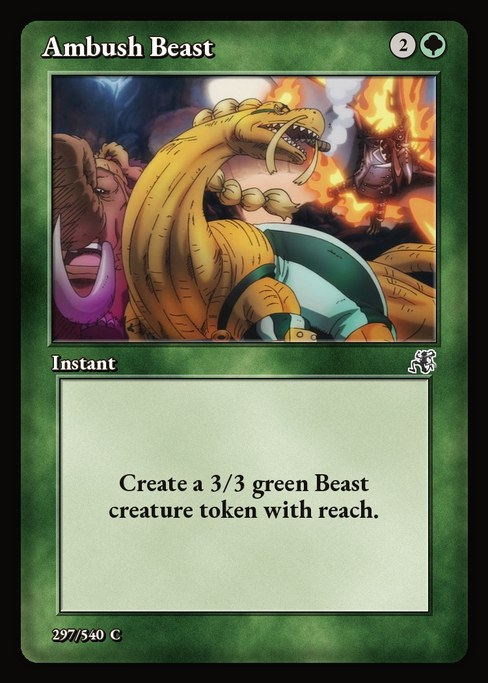 Ambush Beast 2
Instant
Create a 3/3 green Beast
creature token with reach.
297/540 C